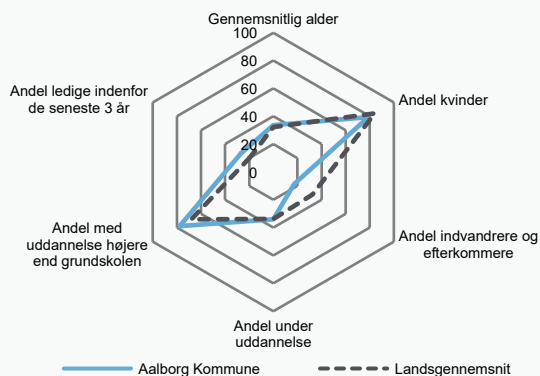 Gennemsnitlig alder
100
80
60
40
20
0
Andel kvinder
Andel indvandrere og
efterkommere
Andel under
uddannelse
Andel med
uddannelse højere
end grundskolen
Andel ledige indenfor
de seneste 3 år
Aalborg Kommune
Landsgennemsnit